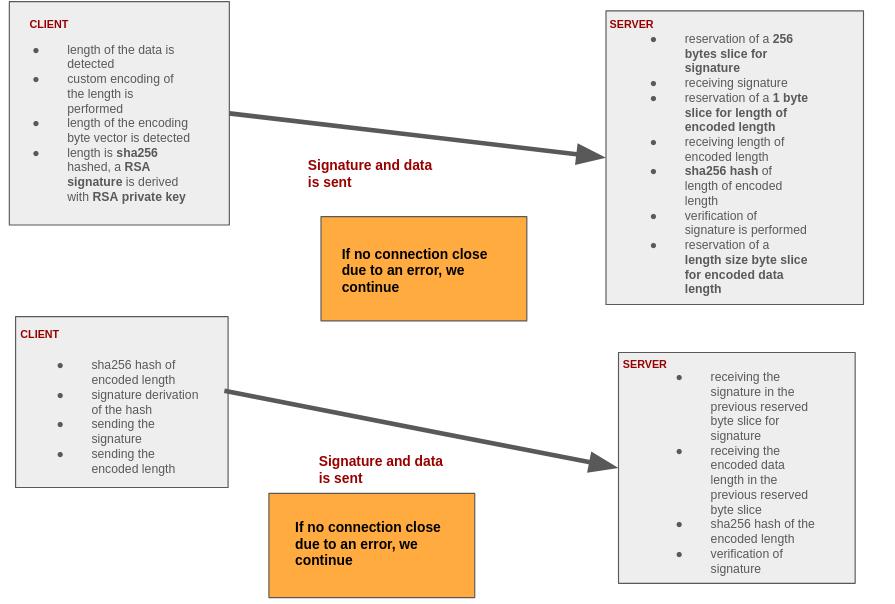 CLIENT
● length of the data is
detected
● custom encoding of
the length is
performed
● length of the encoding
byte vector is detected
● length is sha256
hashed, a RSA
signature is derived
with RSA private key
Signature and data
is sent
SERVER
● reservation of a 256
bytes slice for
signature
● receiving signature
● reservation of a 1 byte
slice for length of
encoded length
● receiving length of
encoded length
● sha256 hash of
length of encoded
length
● verification of
signature is performed
● reservation of a
length size byte slice
for encoded data
length
If no connection close
due to an error, we
continue
CLIENT
● sha256 hash of
encoded length
● signature derivation
of the hash
● sending the
signature
● sending the
encoded length
Signature and data
is sent
SERVER
● receiving the
signature in the
previous reserved
byte slice for
signature
● receiving the
encoded data
length in the
previous reserved
byte slice
● sha256 hash of the
encoded length
● verification of
signature
If no connection close
due to an error, we
continue